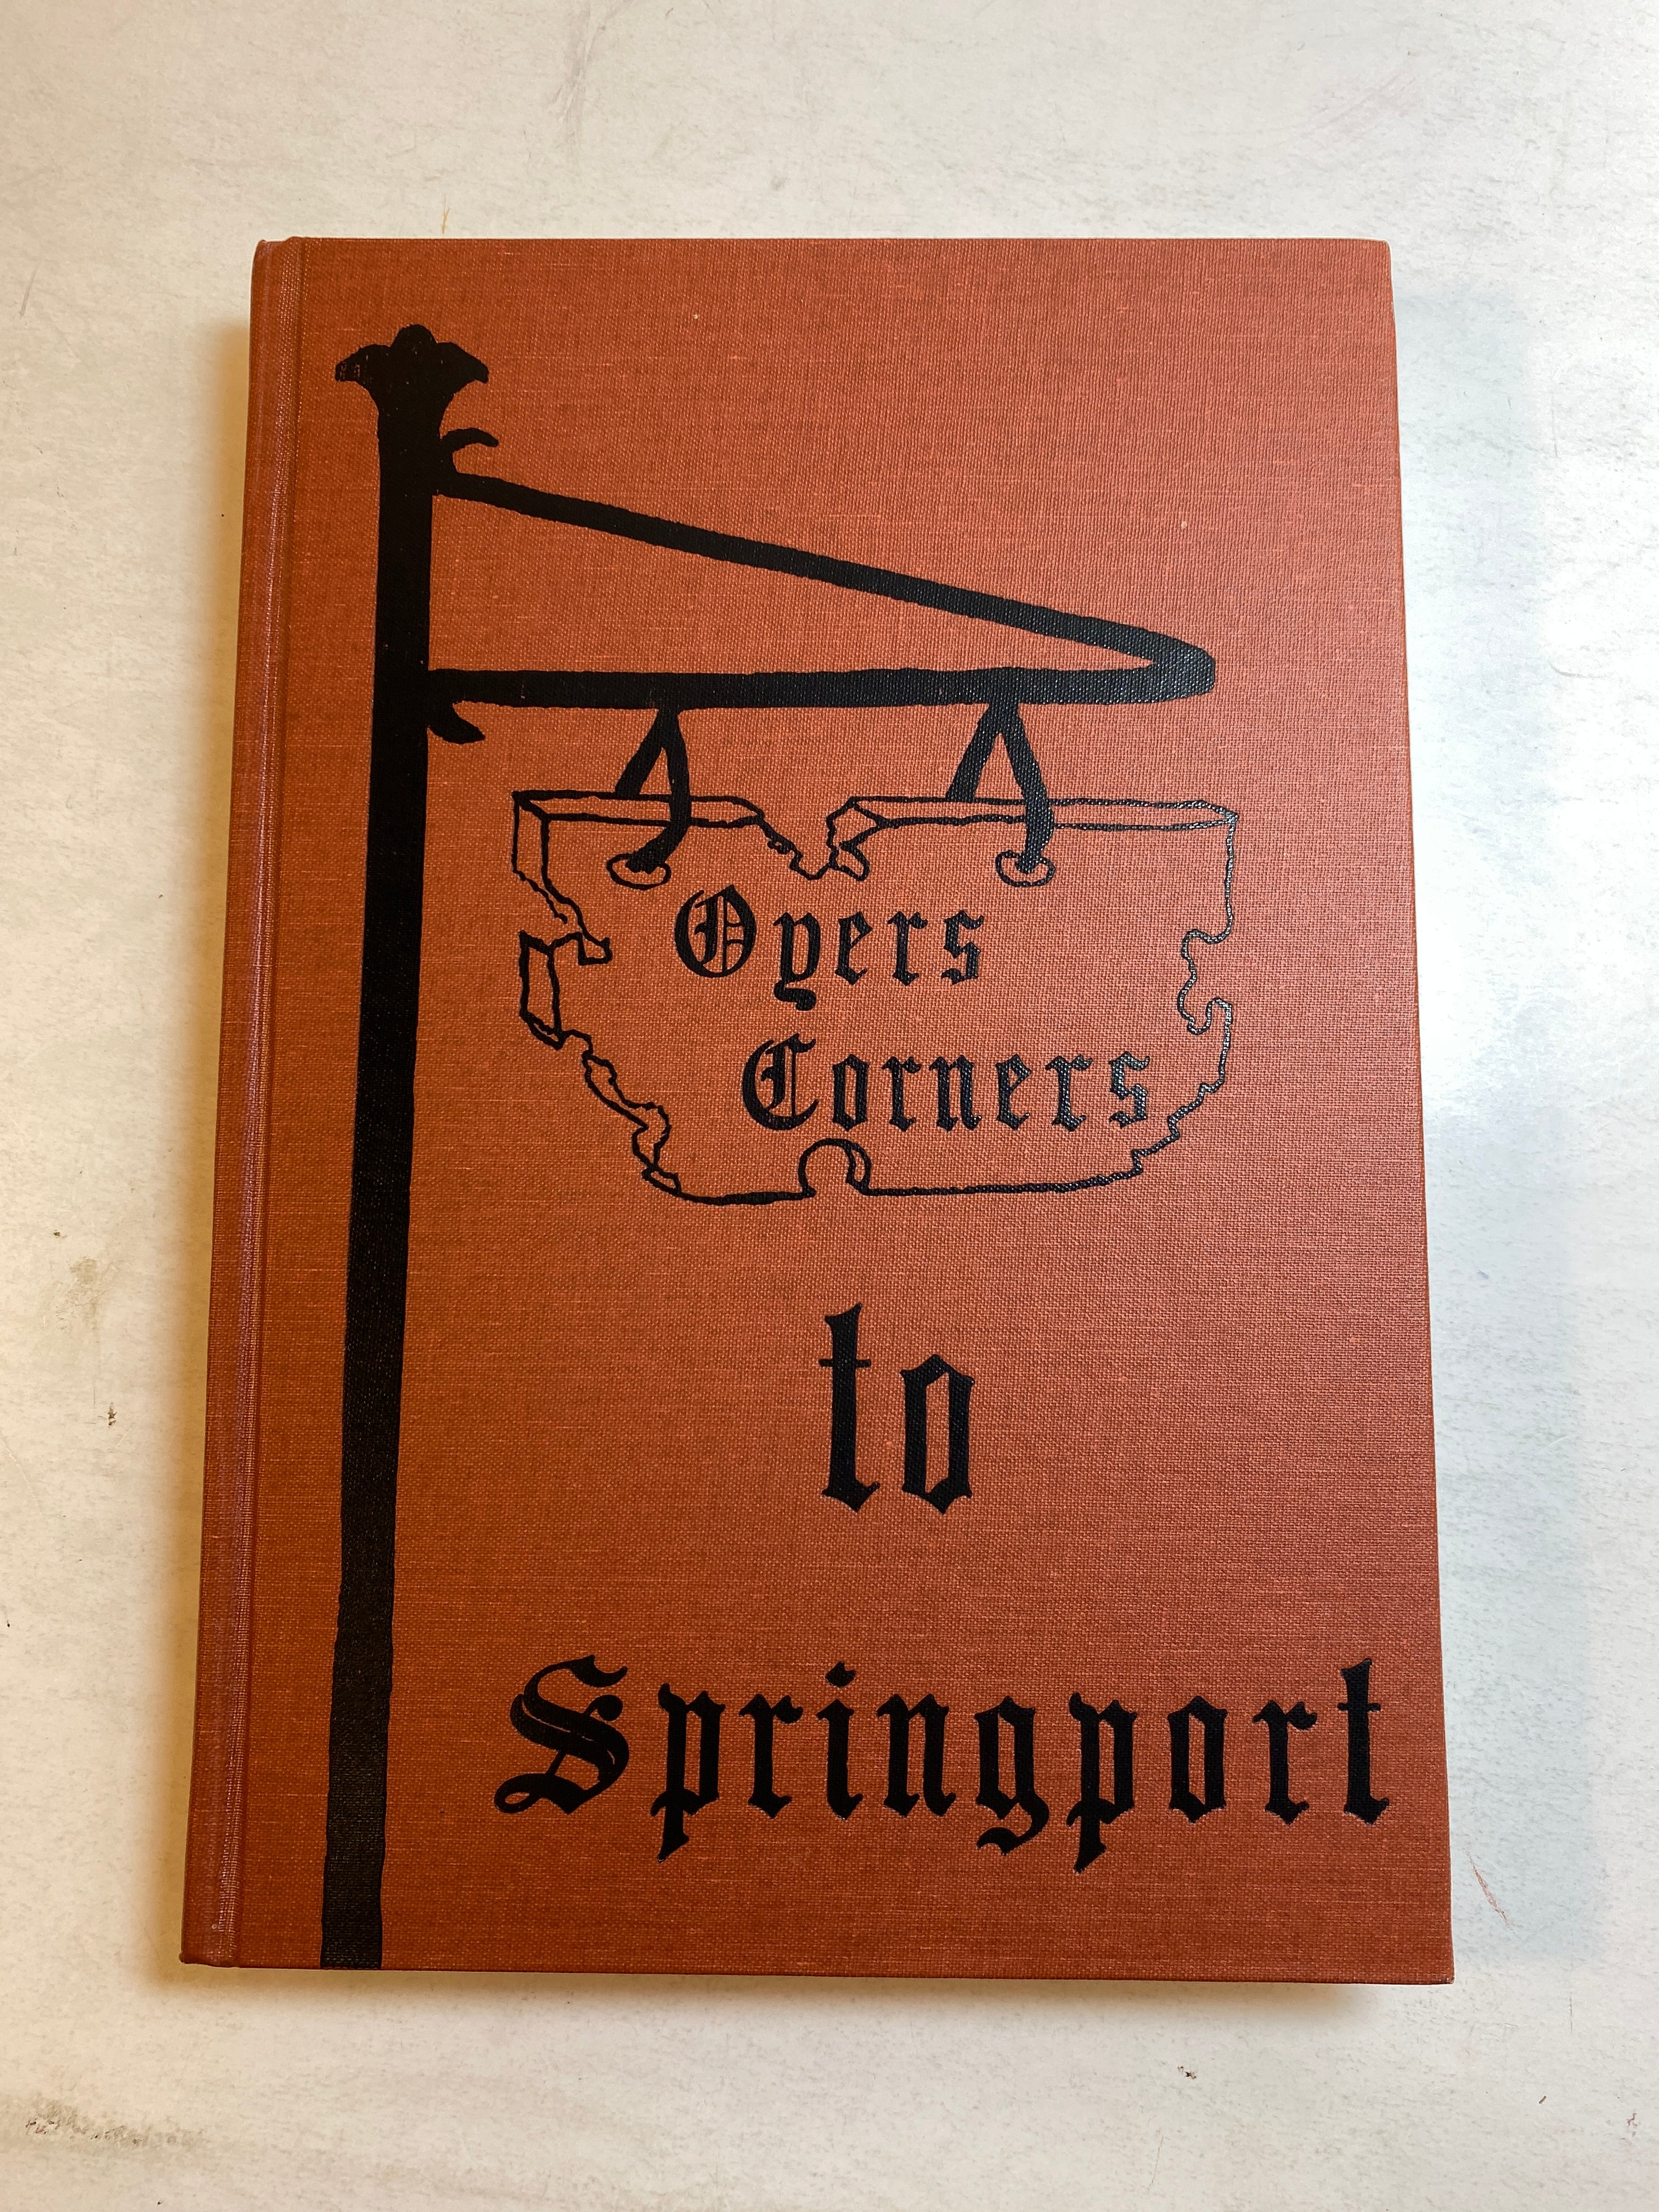 Oyers
Corners
to
Springport